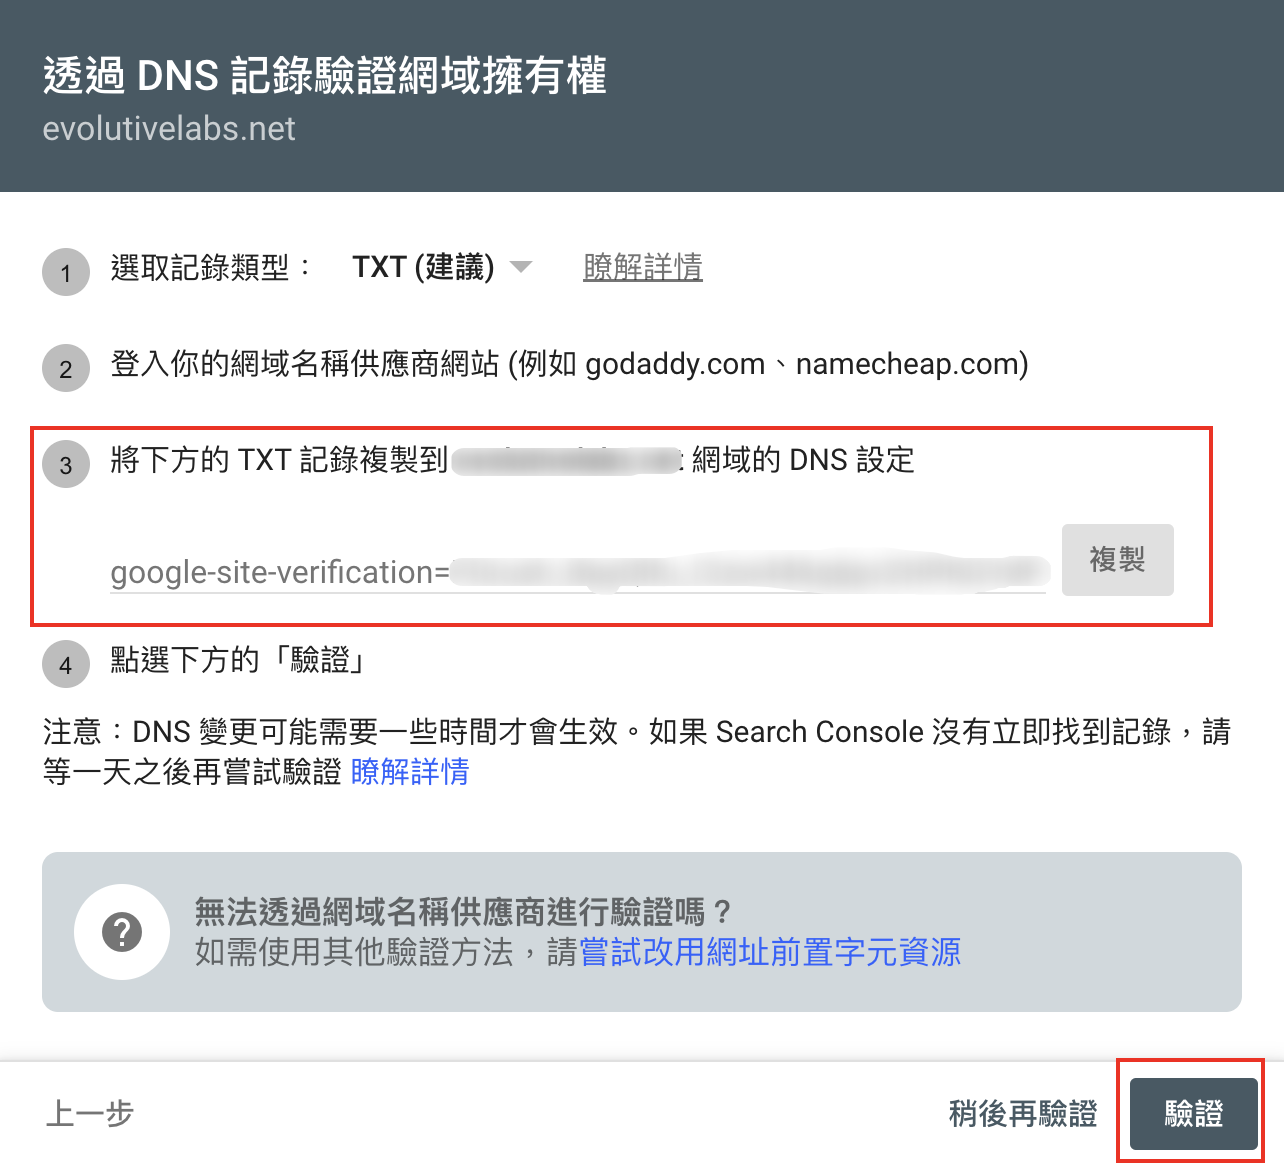 透過 DNS 記錄驗證網域擁有權
evolutivelabs.net
1 選取記錄類型： TXT (建議) 瞭解詳情
2 登入你的網域名稱供應商網站 (例如 godaddy.com、namecheap.com)
3 將下方的 TXT 記錄複製到 網域的 DNS 設定
google-site-verification= 複製
4 點選下方的「驗證」
注意：DNS 變更可能需要一些時間才會生效。如果 Search Console 沒有立即找到記錄，請
等一天之後再嘗試驗證 瞭解詳情
? 無法透過網域名稱供應商進行驗證嗎？
如需使用其他驗證方法，請嘗試改用網址前置字元資源
上一步 稍後再驗證 驗證